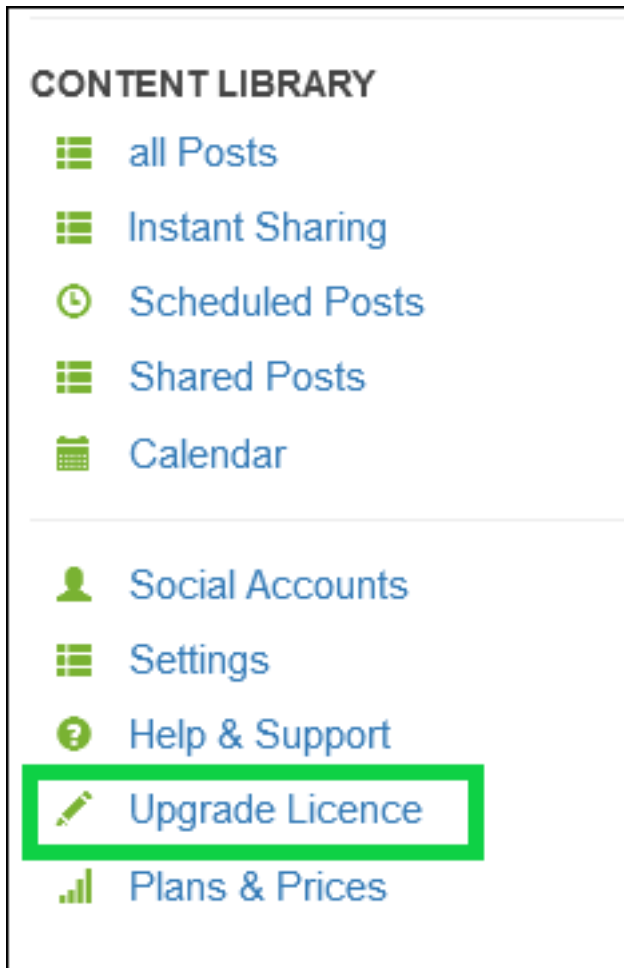 CONTENT LIBRARY
all Posts
Instant Sharing
Scheduled Posts
Shared Posts
Calendar
Social Accounts
Settings
Help & Support
Upgrade Licence
Plans & Prices